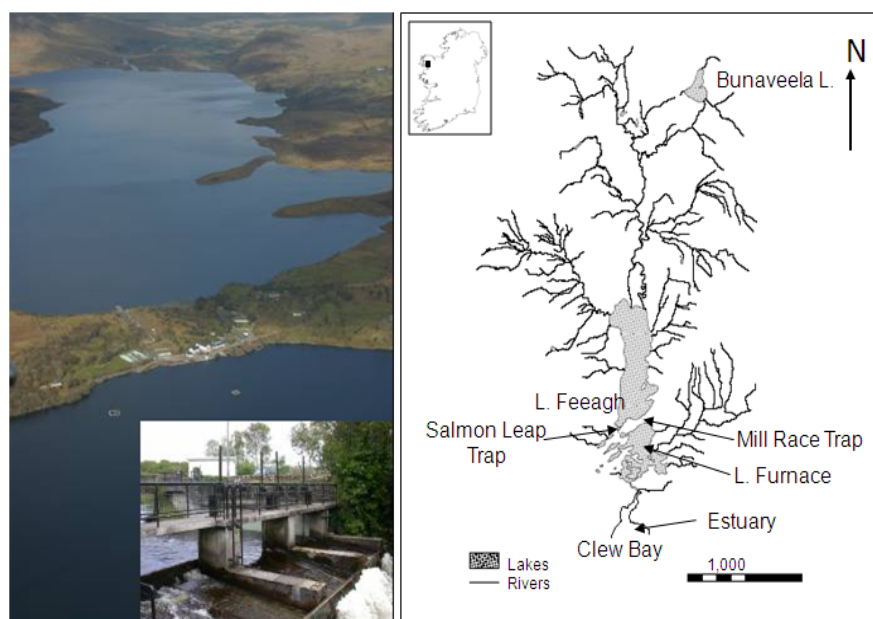 N
Bunaveela L.
L. Feeagh
Salmon Leap
Trap
Mill Race Trap
L. Furnace
Estuary
Clew Bay
Lakes
Rivers
1,000